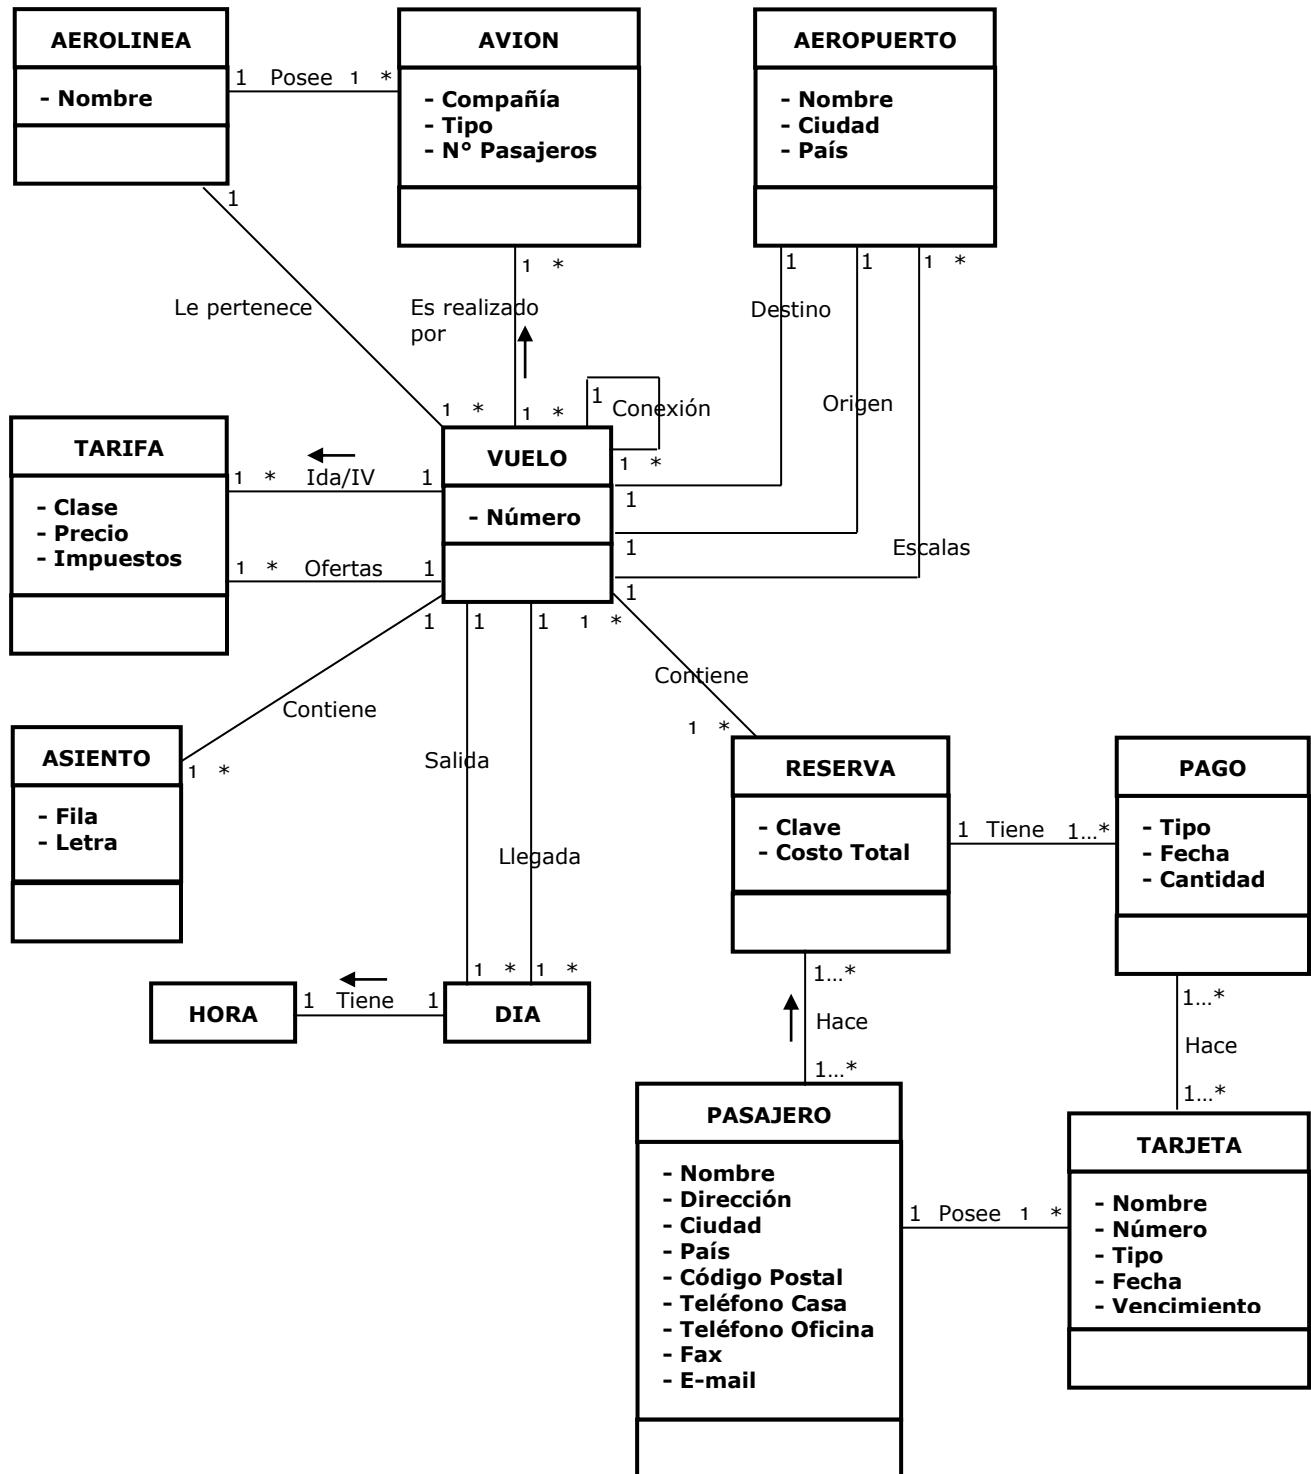 AEROLINEA
- Nombre
1 Posee 1 *
AVION
- Compañía
- Tipo
- N° Pasajeros
AEROPUERTO
- Nombre
- Ciudad
- País
1
Le pertenece
1 *
1 *
Es realizado
por
1 *
1
Destino
1
1
Origen
1
1 *
Escalas
1
1
Conexión
1 *
TARIFA
- Clase
- Precio
- Impuestos
1 * Ida/IV 1
1 * Ofertas 1
VUELO
- Número
1
Contiene
1 *
1
Salida
1 *
1
Llegada
1 *
1 *
Contiene
1 *
ASIENTO
- Fila
- Letra
RESERVA
- Clave
- Costo Total
1 Tiene 1...*
PAGO
- Tipo
- Fecha
- Cantidad
HORA
1 Tiene 1
DIA
1...*
Hace
1...*
1...*
Hace
1...*
PASAJERO
- Nombre
- Dirección
- Ciudad
- País
- Código Postal
- Teléfono Casa
- Teléfono Oficina
- Fax
- E-mail
1 Posee 1 *
TARJETA
- Nombre
- Número
- Tipo
- Fecha
- Vencimiento